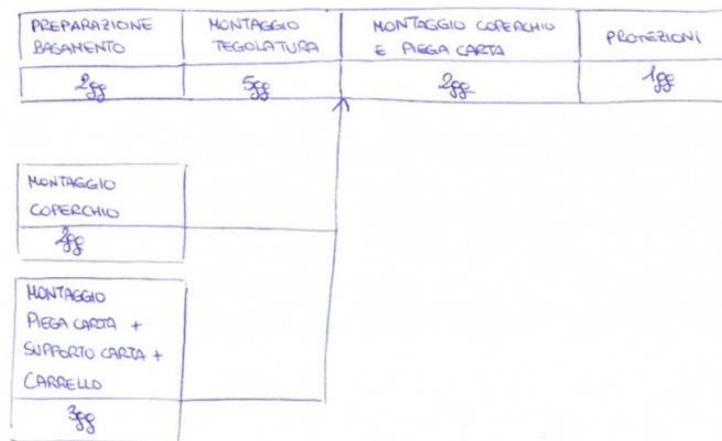 PREPARAZIONE
BASAMENTO
MONTAGGIO
TEGOLATURA
MONTAGGIO COPERCHIO
E PIEGA CARTA
PROTEZIONI
2gg
5gg
2gg
1gg
MONTAGGIO
COPERCHIO
2gg
MONTAGGIO
PIEGA CARTA +
SUPPORTO CARTA +
CARRELLO
3gg